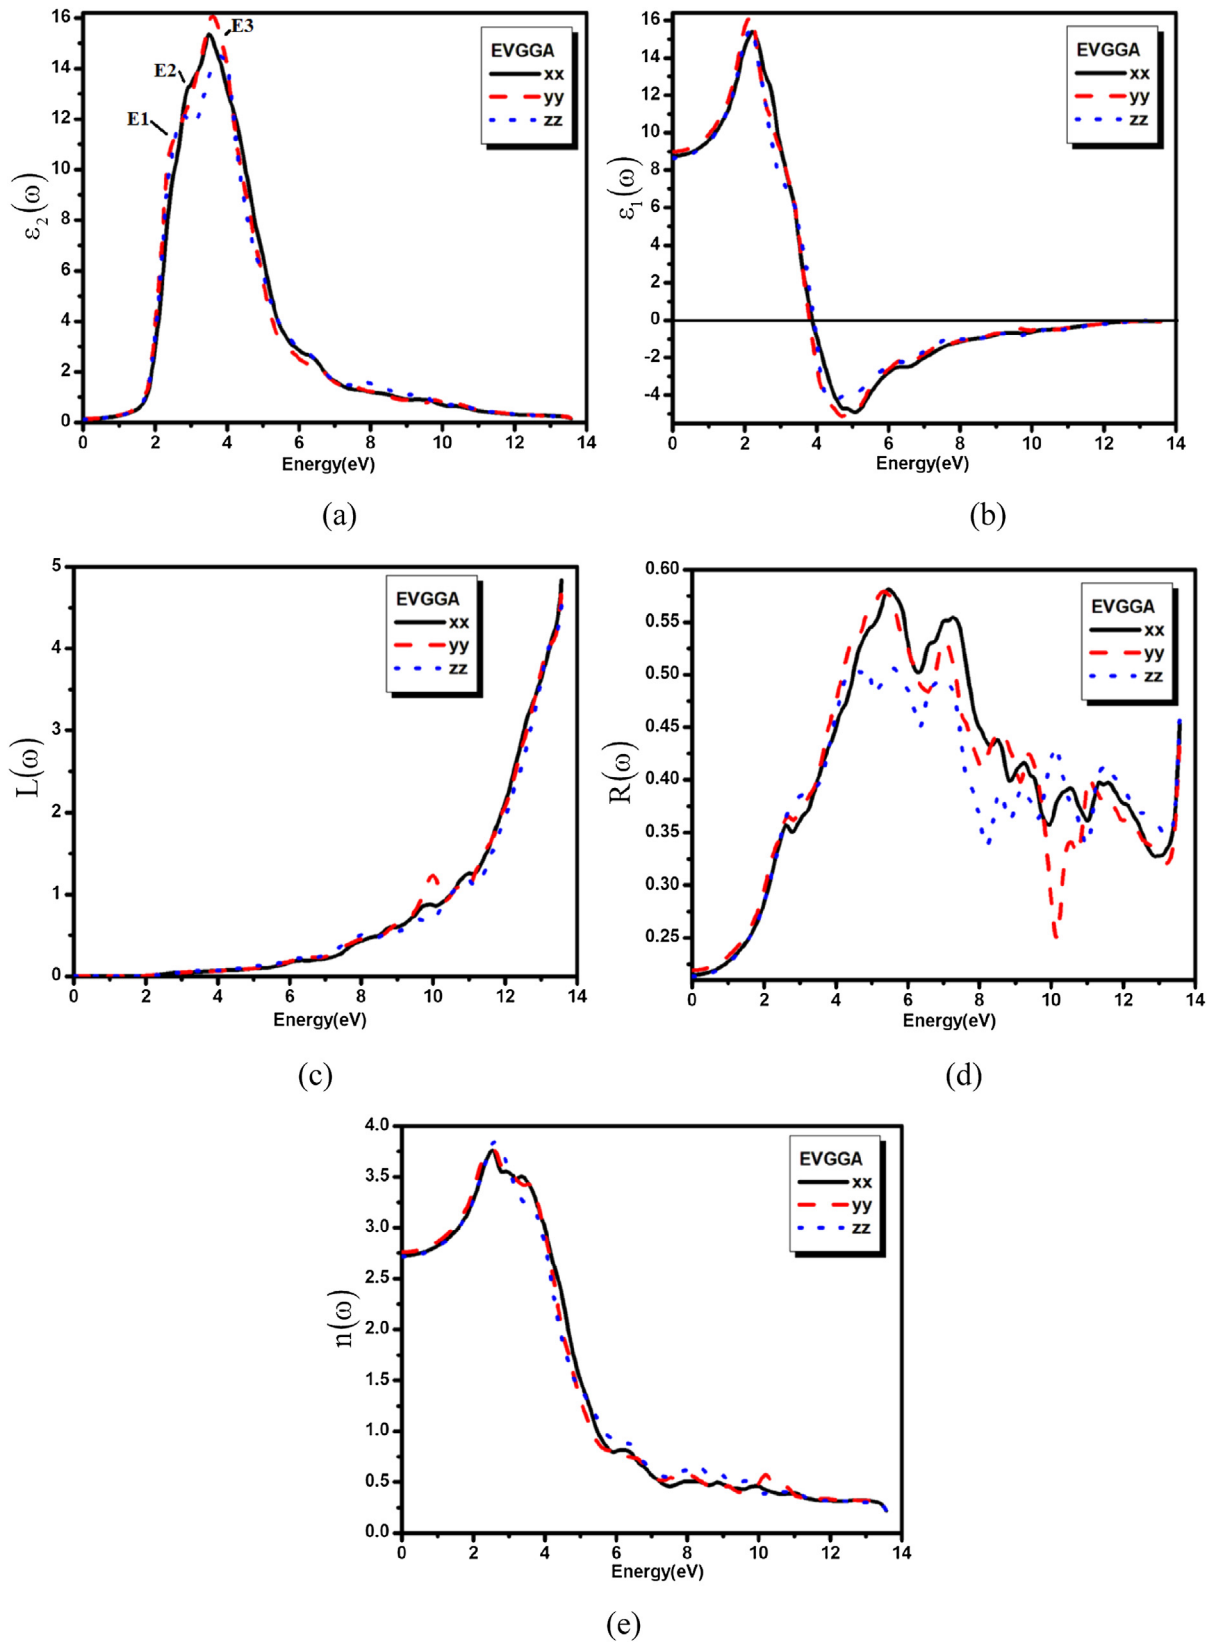 16
14
12
10
8
6
4
2
0
ε₂(ω)
E1
E2
E3
EVGGA
xx
yy
zz
0 2 4 6 8 10 12 14
Energy(eV)
(a)
16
14
12
10
8
6
4
2
0
-2
-4
ε₁(ω)
EVGGA
xx
yy
zz
0 2 4 6 8 10 12 14
Energy(eV)
(b)
5
4
3
2
1
0
L(ω)
EVGGA
xx
yy
zz
0 2 4 6 8 10 12 14
Energy(eV)
(c)
0.60
0.55
0.50
0.45
0.40
0.35
0.30
0.25
R(ω)
EVGGA
xx
yy
zz
0 2 4 6 8 10 12 14
Energy(eV)
(d)
4.0
3.5
3.0
2.5
2.0
1.5
1.0
0.5
0.0
n(ω)
EVGGA
xx
yy
zz
0 2 4 6 8 10 12 14
Energy(eV)
(e)